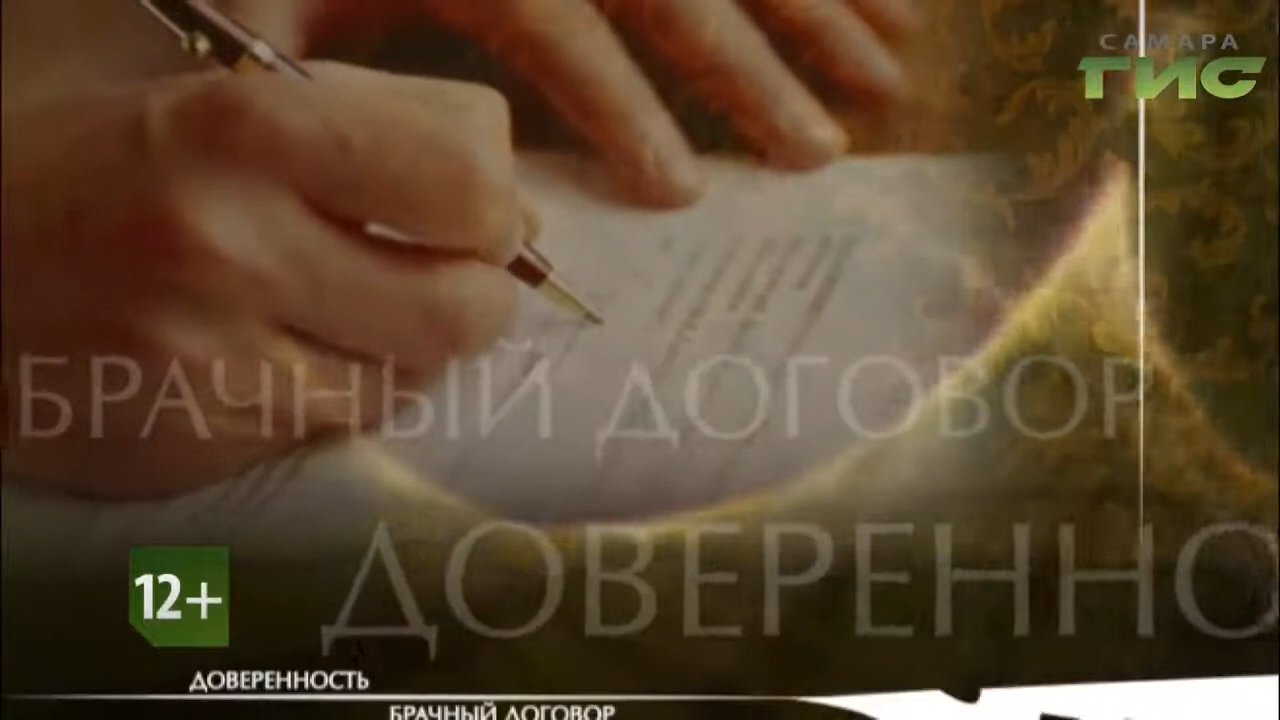 САМАРА
ГИС
БРАЧНЫЙ ДОГОВОР
ДОВЕРЕННО
12+
ДОВЕРЕННОСТЬ
БРАЧНЫЙ ДОГОВОР